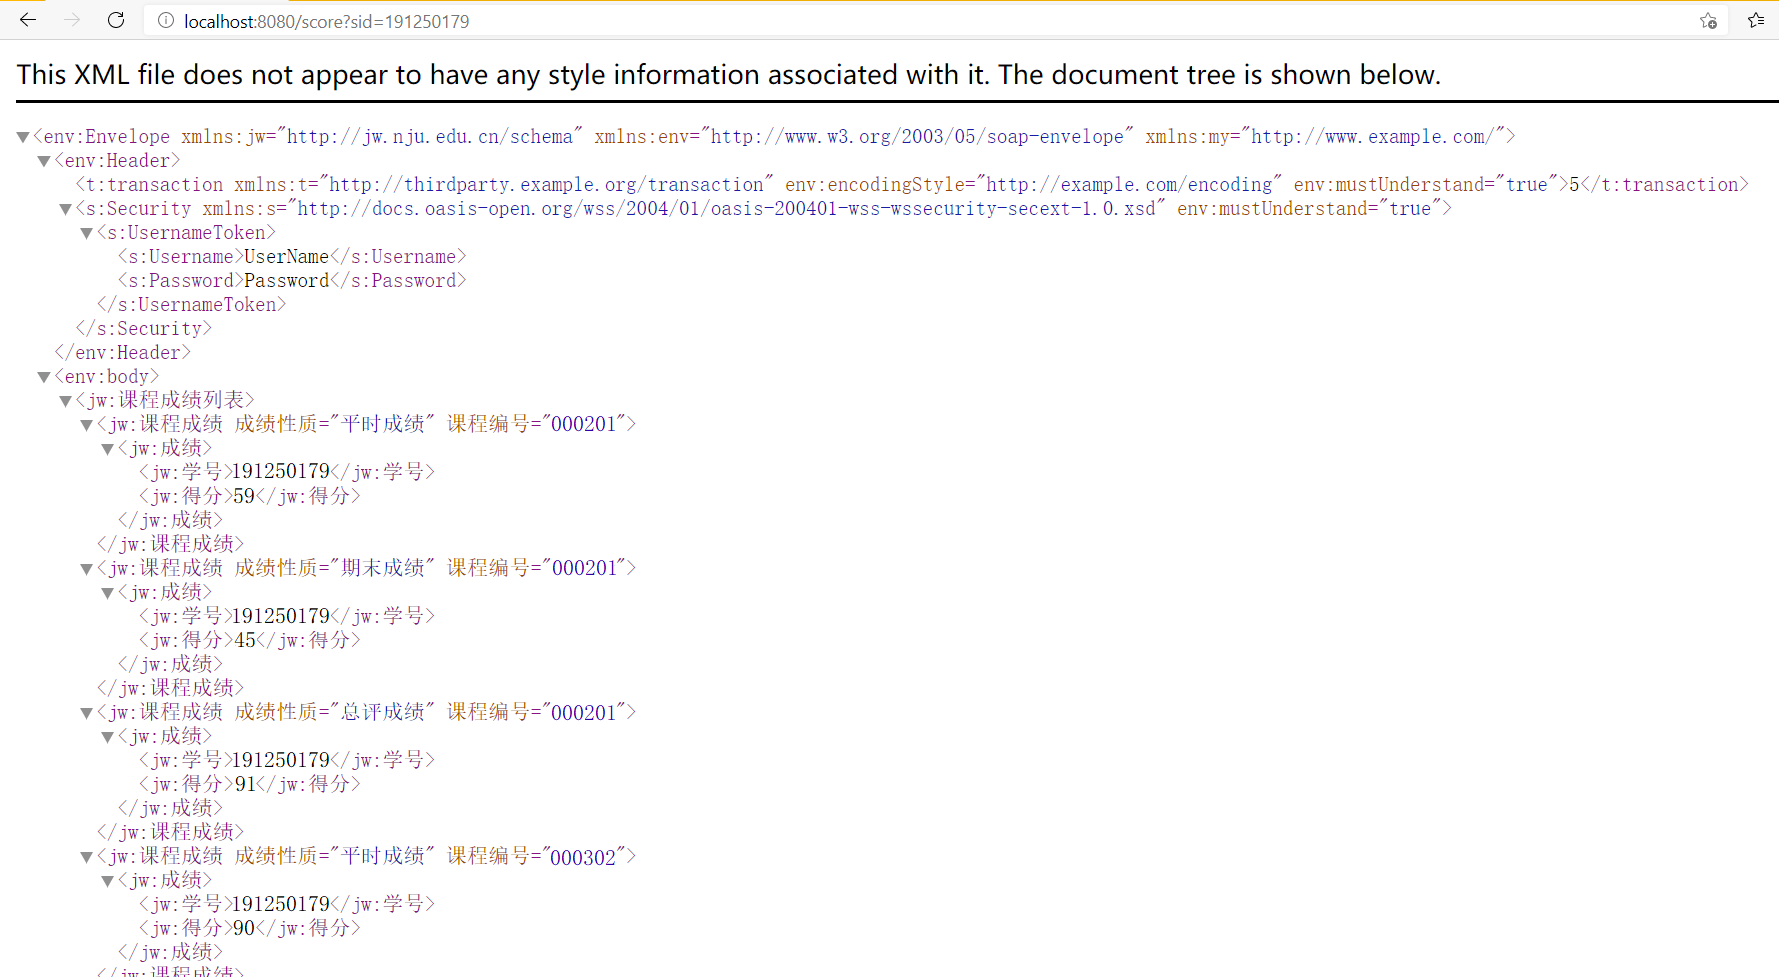 localhost:8080/score?sid=191250179
This XML file does not appear to have any style information associated with it. The document tree is shown below.
▼<env:Envelope xmlns:jw="http://jw.nju.edu.cn/schema" xmlns:env="http://www.w3.org/2003/05/soap-envelope" xmlns:my="http://www.example.com/">
▼<env:Header>
<t:transaction xmlns:t="http://thirdparty.example.org/transaction" env:encodingStyle="http://example.com/encoding" env:mustUnderstand="true">5</t:transaction>
▼<s:Security xmlns:s="http://docs.oasis-open.org/wss/2004/01/oasis-200401-wss-wssecurity-secext-1.0.xsd" env:mustUnderstand="true">
▼<s:UsernameToken>
<s:Username>UserName</s:Username>
<s:Password>Password</s:Password>
</s:UsernameToken>
</s:Security>
</env:Header>
▼<env:body>
▼<jw:课程成绩列表>
▼<jw:课程成绩 成绩性质="平时成绩" 课程编号="000201">
▼<jw:成绩>
<jw:学号>191250179</jw:学号>
<jw:得分>59</jw:得分>
</jw:成绩>
</jw:课程成绩>
▼<jw:课程成绩 成绩性质="期末成绩" 课程编号="000201">
▼<jw:成绩>
<jw:学号>191250179</jw:学号>
<jw:得分>45</jw:得分>
</jw:成绩>
</jw:课程成绩>
▼<jw:课程成绩 成绩性质="总评成绩" 课程编号="000201">
▼<jw:成绩>
<jw:学号>191250179</jw:学号>
<jw:得分>91</jw:得分>
</jw:成绩>
</jw:课程成绩>
▼<jw:课程成绩 成绩性质="平时成绩" 课程编号="000302">
▼<jw:成绩>
<jw:学号>191250179</jw:学号>
<jw:得分>90</jw:得分>
</jw:成绩>
</jw:课程成绩>